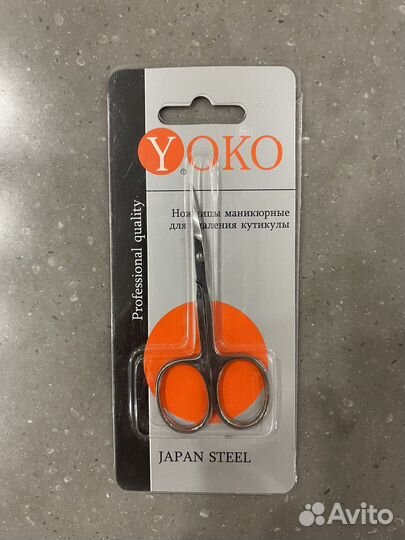 YOKO
Ножницы маникюрные
для удаления кутикулы
Professional quality
JAPAN STEEL
Avito